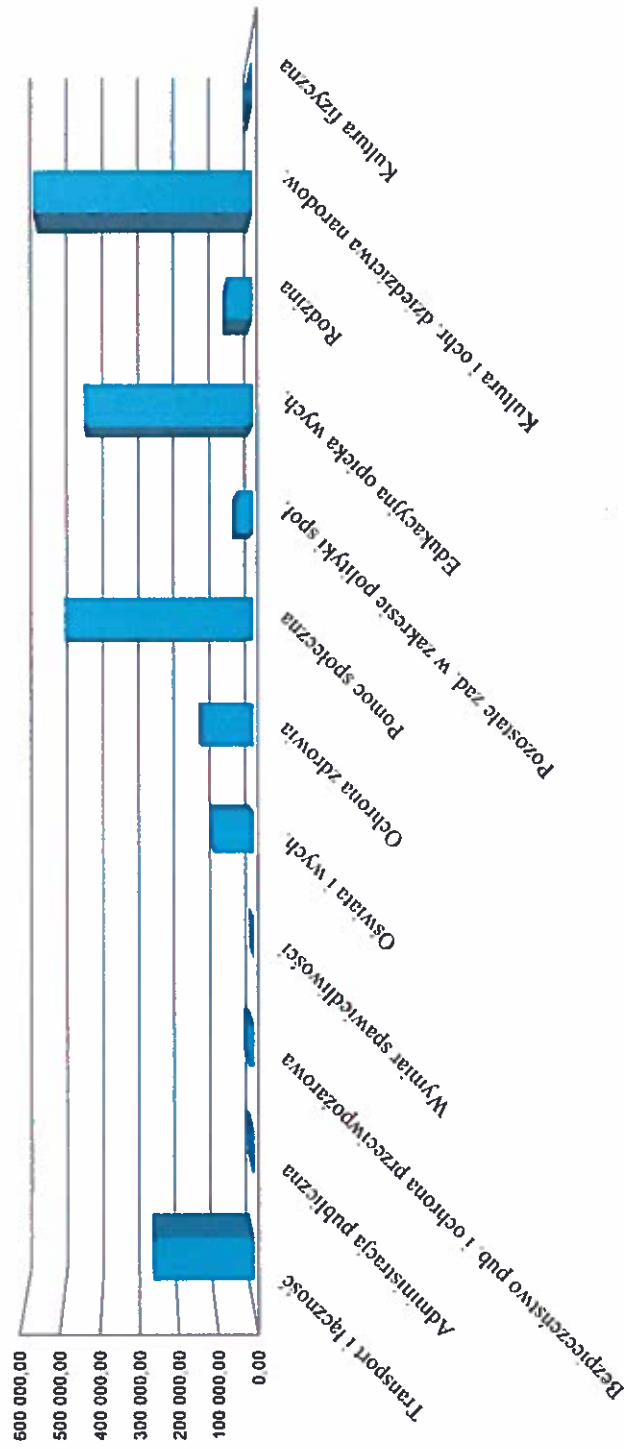 600 000,00
500 000,00
400 000,00
300 000,00
200 000,00
100 000,00
0,00
Transport i łączność
Administracja publiczna
Bezpieczeństwo pub. i ochrona przeciwpożarowa
Wymiar spawiedliwości
Oświata i wych.
Ochrona zdrowia
Pomoc społeczna
Pozostałe zad. w zakresie polityki społ.
Edukacyjna opieka wych.
Rodzina
Kultura i ochr. dziedzictwa narodow.
Kultura fizyczna